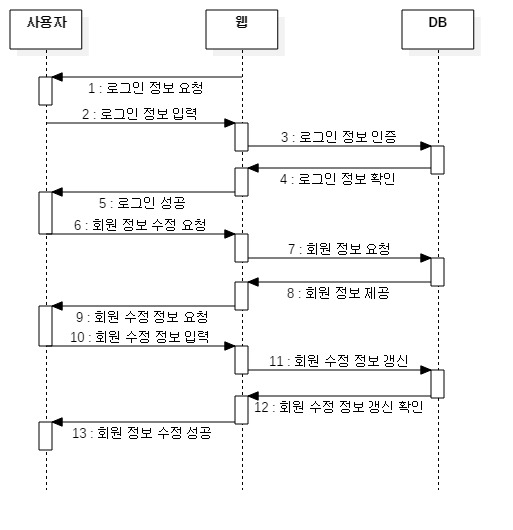 사용자
웹
DB
1 : 로그인 정보 요청
2 : 로그인 정보 입력
3 : 로그인 정보 인증
4 : 로그인 정보 확인
5 : 로그인 성공
6 : 회원 정보 수정 요청
7 : 회원 정보 요청
8 : 회원 정보 제공
9 : 회원 수정 정보 요청
10 : 회원 수정 정보 입력
11 : 회원 수정 정보 갱신
12 : 회원 수정 정보 갱신 확인
13 : 회원 정보 수정 성공